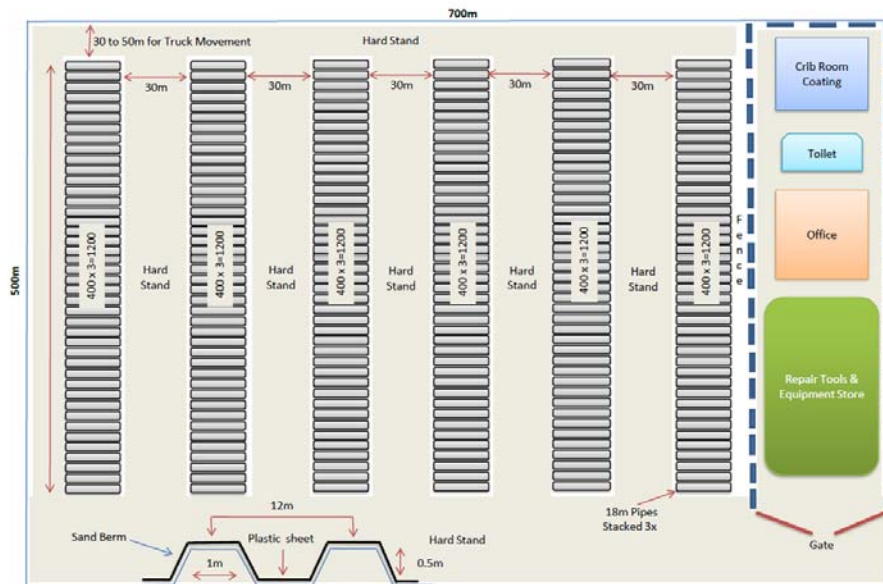 700m
30 to 50m for Truck Movement
Hard Stand
30m
30m
30m
30m
30m
500m
400 x 3=1200
400 x 3=1200
400 x 3=1200
400 x 3=1200
400 x 3=1200
400 x 3=1200
Hard
Stand
Hard
Stand
Hard
Stand
Hard
Stand
Hard
Stand
Fence
Crib Room
Coating
Toilet
Office
Repair Tools &
Equipment Store
12m
18m Pipes
Stacked 3x
Sand Berm
Plastic sheet
Hard Stand
1m
0.5m
Gate